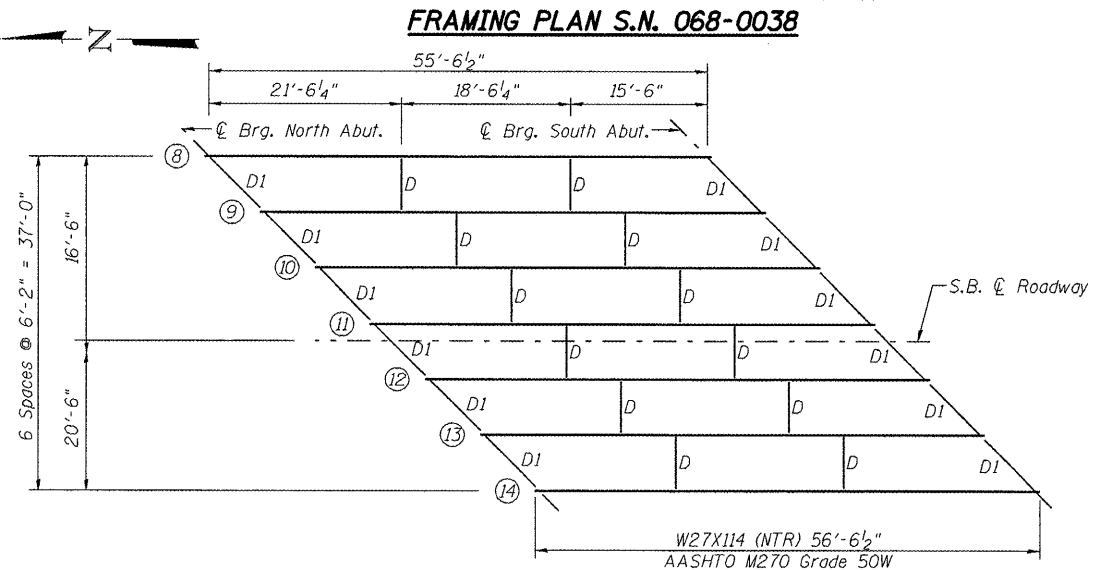 FRAMING PLAN S.N. 068-0038
N
55'-6½"
21'-6¼" 18'-6¼" 15'-6"
℄ Brg. North Abut. ℄ Brg. South Abut.
8
D1 D D D1
9
D1 D D D1
10
D1 D D D1
11
S.B. ℄ Roadway
D1 D D D1
12
D1 D D D1
13
D1 D D D1
14
6 Spaces @ 6'-2" = 37'-0"
16'-6"
20'-6"
W27X114 (NTR) 56'-6½"
AASHTO M270 Grade 50W